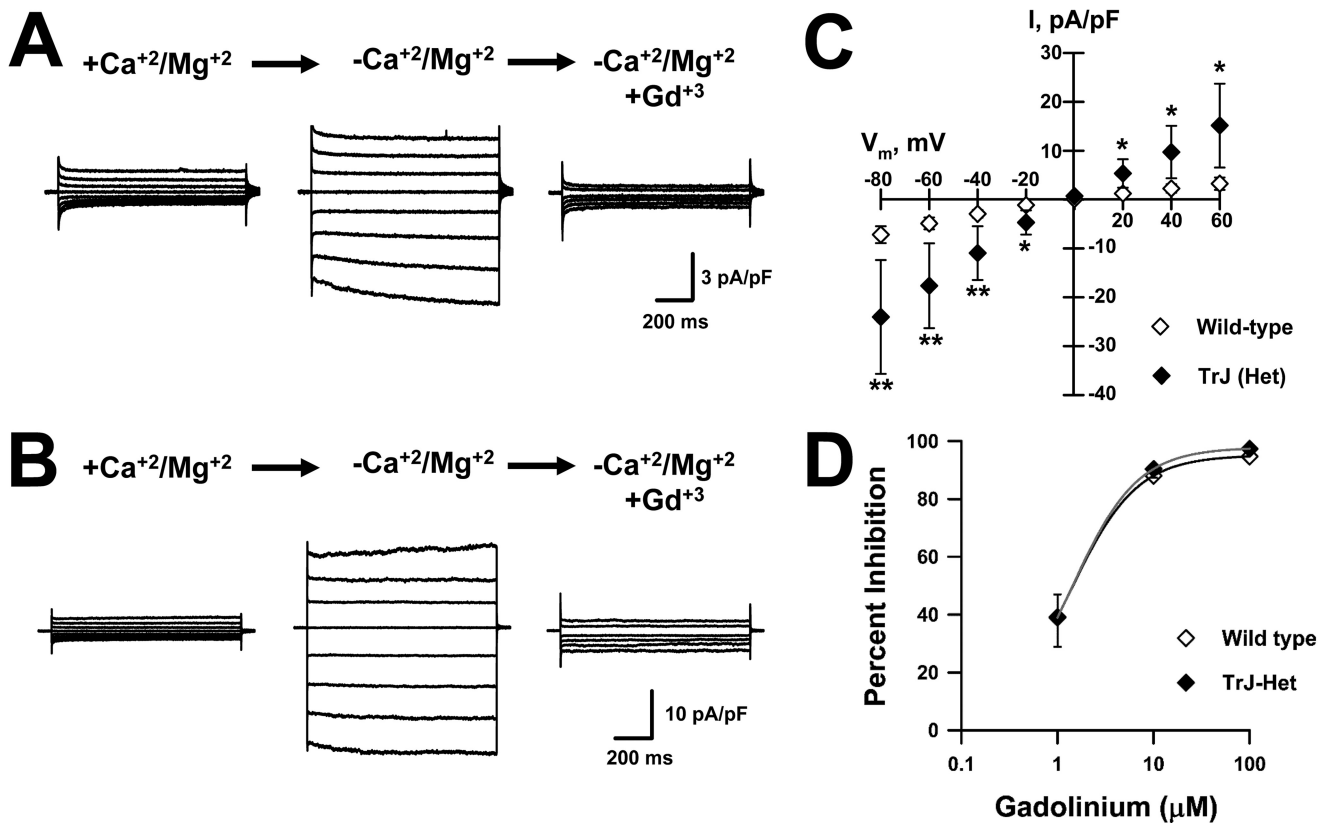 A
+Ca+2/Mg+2
-Ca+2/Mg+2
-Ca+2/Mg+2
+Gd+3
3 pA/pF
200 ms
B
+Ca+2/Mg+2
-Ca+2/Mg+2
-Ca+2/Mg+2
+Gd+3
10 pA/pF
200 ms
C
I, pA/pF
30
20
10
Vm, mV
-80 -60 -40 -20
20 40 60
-10
-20
-30
-40
* * *
*
**
**
**
Wild-type
TrJ (Het)
D
Percent Inhibition
100
80
60
40
20
0
0.1 1 10 100
Gadolinium (μM)
Wild type
TrJ-Het